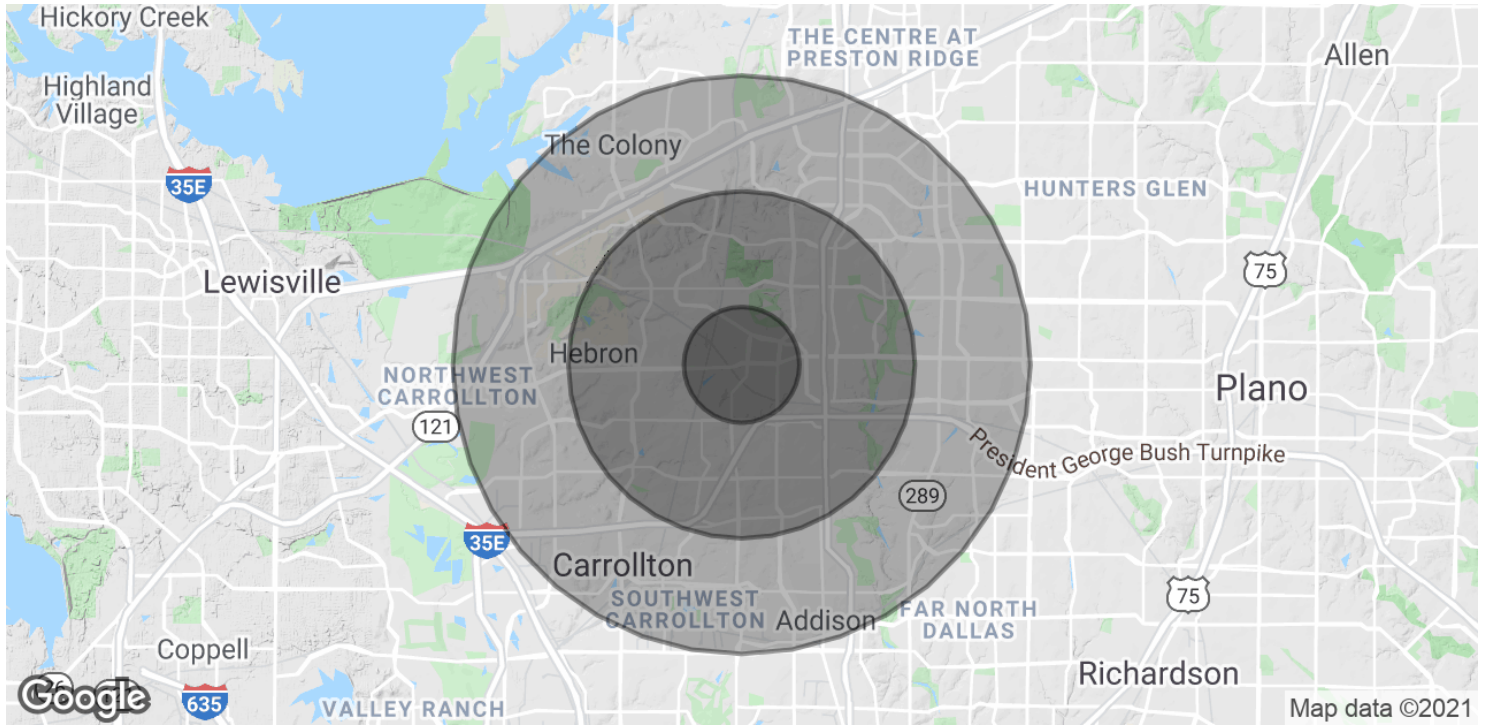 Hickory Creek
THE CENTRE AT
PRESTON RIDGE
Allen
Highland
Village
The Colony
35E
HUNTERS GLEN
75
Lewisville
Hebron
NORTHWEST
CARROLLTON
Plano
121
President George Bush Turnpike
289
35E
Carrollton
SOUTHWEST
CARROLLTON
Addison
FAR NORTH
DALLAS
75
Coppell
Richardson
Google
635
VALLEY RANCH
Map data ©2021